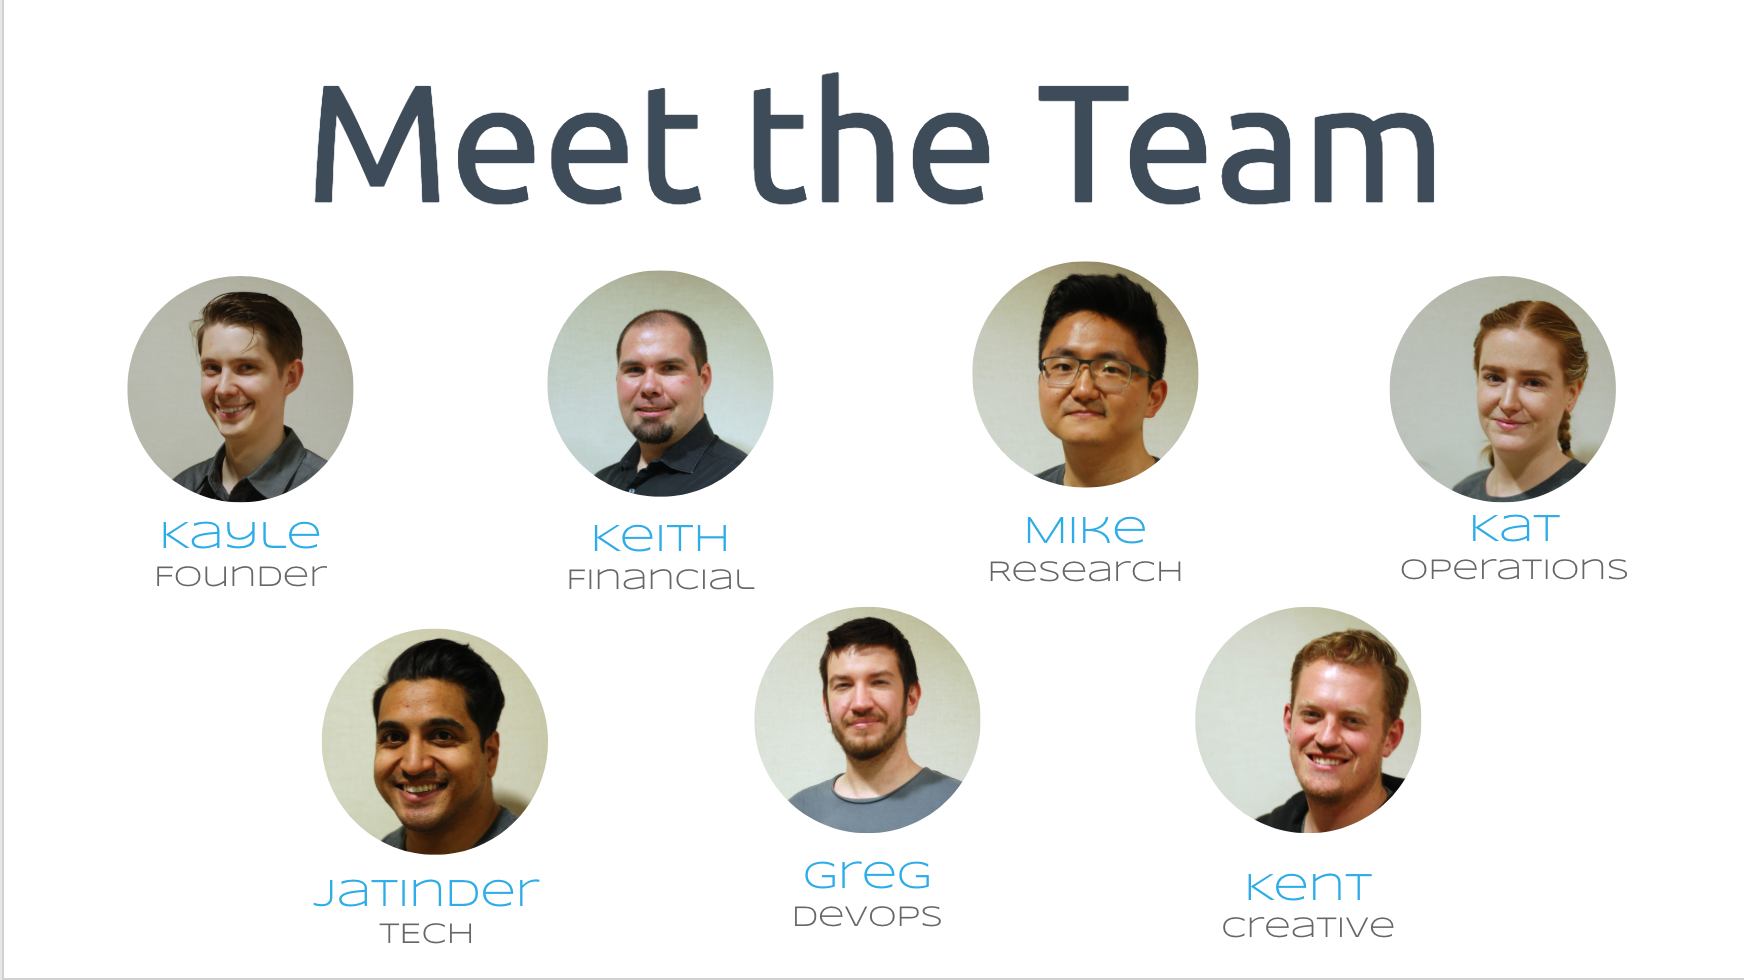 Meet the Team
Kayle
Founder
Keith
Financial
Mike
Research
Kat
Operations
Jatinder
TECH
Greg
DevOps
Kent
Creative